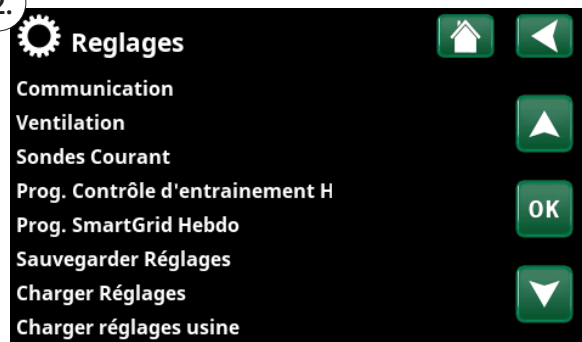 2.
Reglages
Communication
Ventilation
Sondes Courant
Prog. Contrôle d'entrainement H
OK
Prog. SmartGrid Hebdo
Sauvegarder Réglages
Charger Réglages
Charger réglages usine